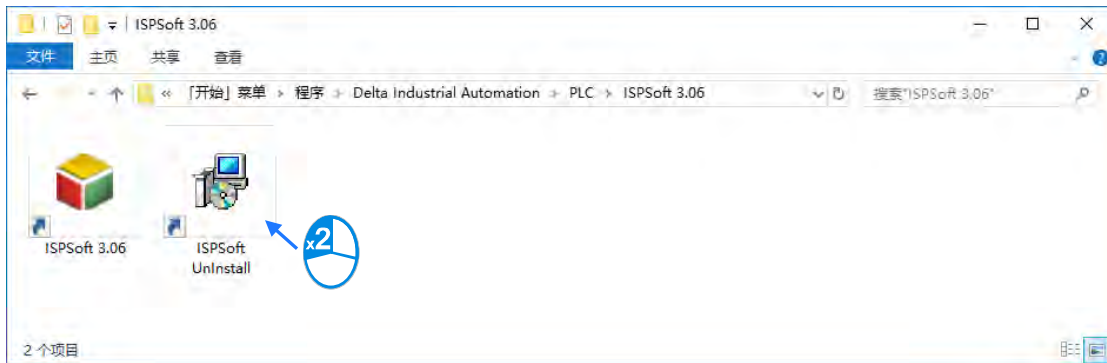 ISPSoft 3.06
文件 主页 共享 查看
« 「开始」菜单 › 程序 › Delta Industrial Automation › PLC › ISPSoft 3.06 搜索"ISPSoft 3.06"
ISPSoft 3.06
ISPSoft
UnInstall
x2
2 个项目